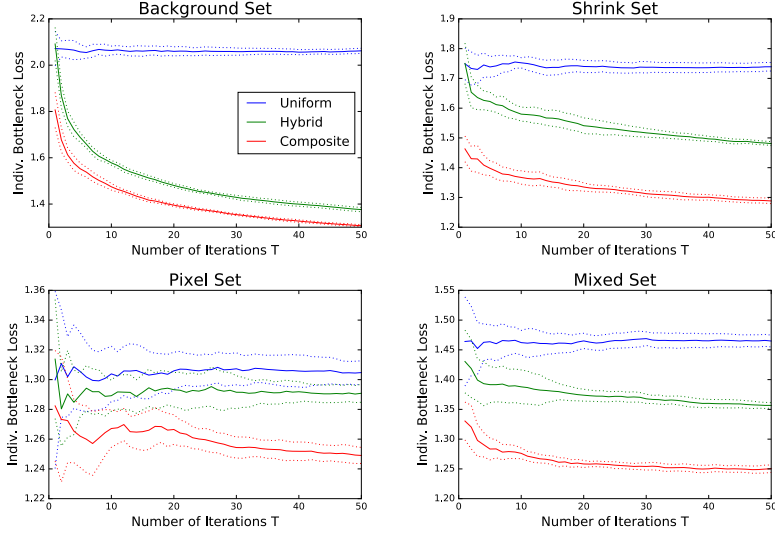 Background Set
Indiv. Bottleneck Loss
2.2
2.0
1.8
1.6
1.4
Uniform
Hybrid
Composite
0 10 20 30 40 50
Number of Iterations T
Shrink Set
Indiv. Bottleneck Loss
1.9
1.8
1.7
1.6
1.5
1.4
1.3
1.2
0 10 20 30 40 50
Number of Iterations T
Pixel Set
Indiv. Bottleneck Loss
1.36
1.34
1.32
1.30
1.28
1.26
1.24
1.22
0 10 20 30 40 50
Number of Iterations T
Mixed Set
Indiv. Bottleneck Loss
1.55
1.50
1.45
1.40
1.35
1.30
1.25
1.20
0 10 20 30 40 50
Number of Iterations T